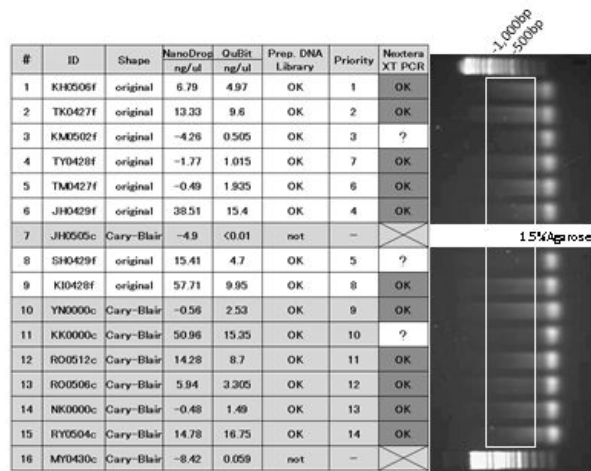 -1,000bp
-500bp
# ID Shape NanoDrop ng/ul QuBit ng/ul Prep. DNA Library Priority Nextera XT PCR
1 KH0506f original 6.79 4.97 OK 1 OK
2 TK0427f original 13.33 9.6 OK 2 OK
3 KM0502f original -4.26 0.505 OK 3 ?
4 TY0428f original -1.77 1.015 OK 7 OK
5 TM0427f original -0.49 1.935 OK 6 OK
6 JH0429f original 38.51 15.4 OK 4 OK
7 JH0505c Cary-Blair -4.9 <0.01 not -
1.5%Agarose
8 SH0429f original 15.41 4.7 OK 5 ?
9 KI0428f original 57.71 9.95 OK 8 OK
10 YN0000c Cary-Blair -0.56 2.53 OK 9 OK
11 KK0000c Cary-Blair 50.96 15.35 OK 10 ?
12 RO0512c Cary-Blair 14.28 8.7 OK 11 OK
13 RO0506c Cary-Blair 5.94 3.305 OK 12 OK
14 NK0000c Cary-Blair -0.48 1.49 OK 13 OK
15 RY0504c Cary-Blair 14.78 16.75 OK 14 OK
16 MY0430c Cary-Blair -8.42 0.059 not -